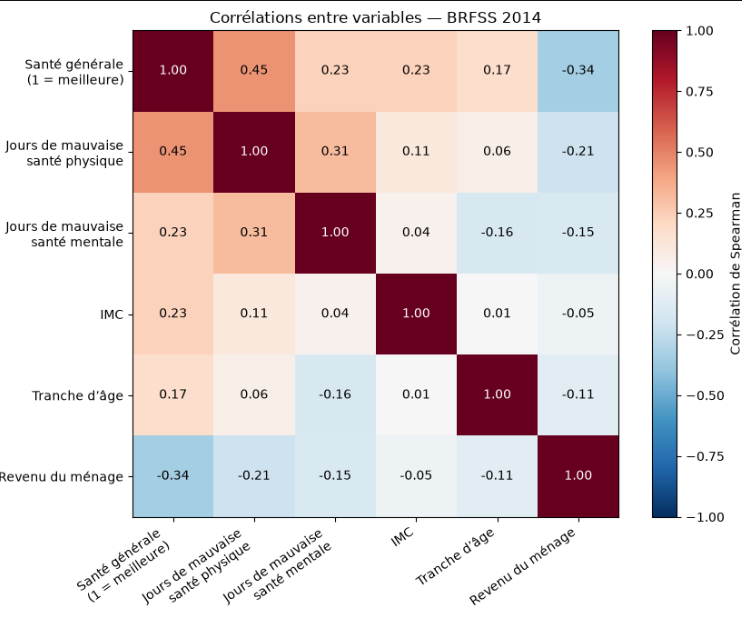 Corrélations entre variables — BRFSS 2014
Santé générale
(1 = meilleure)
1.00 0.45 0.23 0.23 0.17 -0.34
Jours de mauvaise
santé physique
0.45 1.00 0.31 0.11 0.06 -0.21
Jours de mauvaise
santé mentale
0.23 0.31 1.00 0.04 -0.16 -0.15
IMC
0.23 0.11 0.04 1.00 0.01 -0.05
Tranche d’âge
0.17 0.06 -0.16 0.01 1.00 -0.11
Revenu du ménage
-0.34 -0.21 -0.15 -0.05 -0.11 1.00
Santé générale
(1 = meilleure)
Jours de mauvaise
santé physique
Jours de mauvaise
santé mentale
IMC
Tranche d’âge
Revenu du ménage
1.00
0.75
0.50
0.25
0.00
−0.25
−0.50
−0.75
−1.00
Corrélation de Spearman